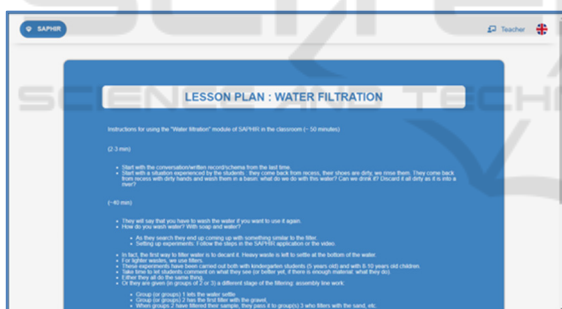 SAPHIR
Teacher
LESSON PLAN : WATER FILTRATION
Instructions for using the "Water filtration" module of SAPHIR in the classroom (~ 50 minutes)
(2-3 min)
Start with the conversation/written record/schema from the last time.
Start with a situation experienced by the students : they come back from recess, their shoes are dirty, we rinse them. They come back
from recess with dirty hands and wash them in a basin: what do we do with this water? Can we drink it? Discard it all dirty as it is into a
river?
(~40 min)
They will say that you have to wash the water if you want to use it again.
How do you wash water? With soap and water?
As they search they end up coming up with something similar to the filter.
Setting up experiments: Follow the steps in the SAPHIR application or the video.
In fact, the first way to filter water is to decant it. Heavy waste is left to settle at the bottom of the water.
For lighter wastes, we use filters.
These experiments have been carried out both with kindergarten students (5 years old) and with 8-10 years old children.
Take time to let students comment on what they see (or better yet, if there is enough material: what they do).
Either they all do the same thing.
Or they are given (in groups of 2 or 3) a different stage of the filtering: assembly line work
Group (or groups) 1 lets the water settle
Group (or groups) 2 has the first filter with the gravel,
When groups 2 have filtered their sample, they pass it to group(s) 3 who filters with the sand, etc.
SCIENCE AND TECH